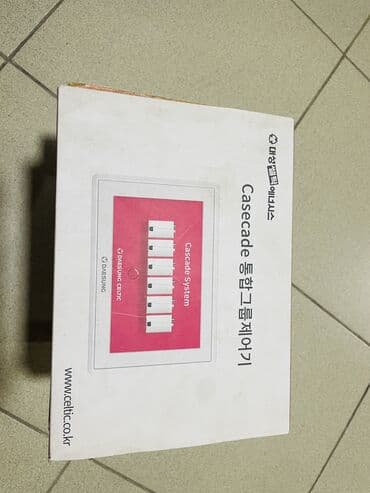 대성쎌틱에너시스
Casecade 통합그룹제어기
Cascade System
DAESUNG CELTIC
DAESUNG
www.celtic.co.kr